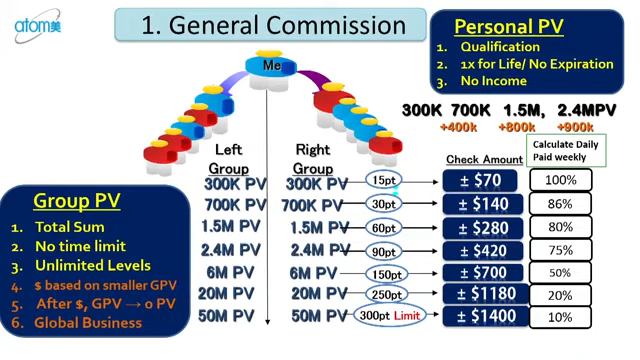 atom美
1. General Commission
Personal PV
1. Qualification
2. 1x for Life/ No Expiration
3. No Income
Me
300K 700K 1.5M, 2.4MPV
+400k +800k +900k
Left Group
Right Group
Check Amount
Calculate Daily
Paid weekly
300K PV 300K PV 15pt ± $70 100%
700K PV 700K PV 30pt ± $140 86%
1.5M PV 1.5M PV 60pt ± $280 80%
2.4M PV 2.4M PV 90pt ± $420 75%
6M PV 6M PV 150pt ± $700 50%
20M PV 20M PV 250pt ± $1180 20%
50M PV 50M PV 300pt Limit ± $1400 10%
Group PV
1. Total Sum
2. No time limit
3. Unlimited Levels
4. $ based on smaller GPV
5. After $, GPV → 0 PV
6. Global Business